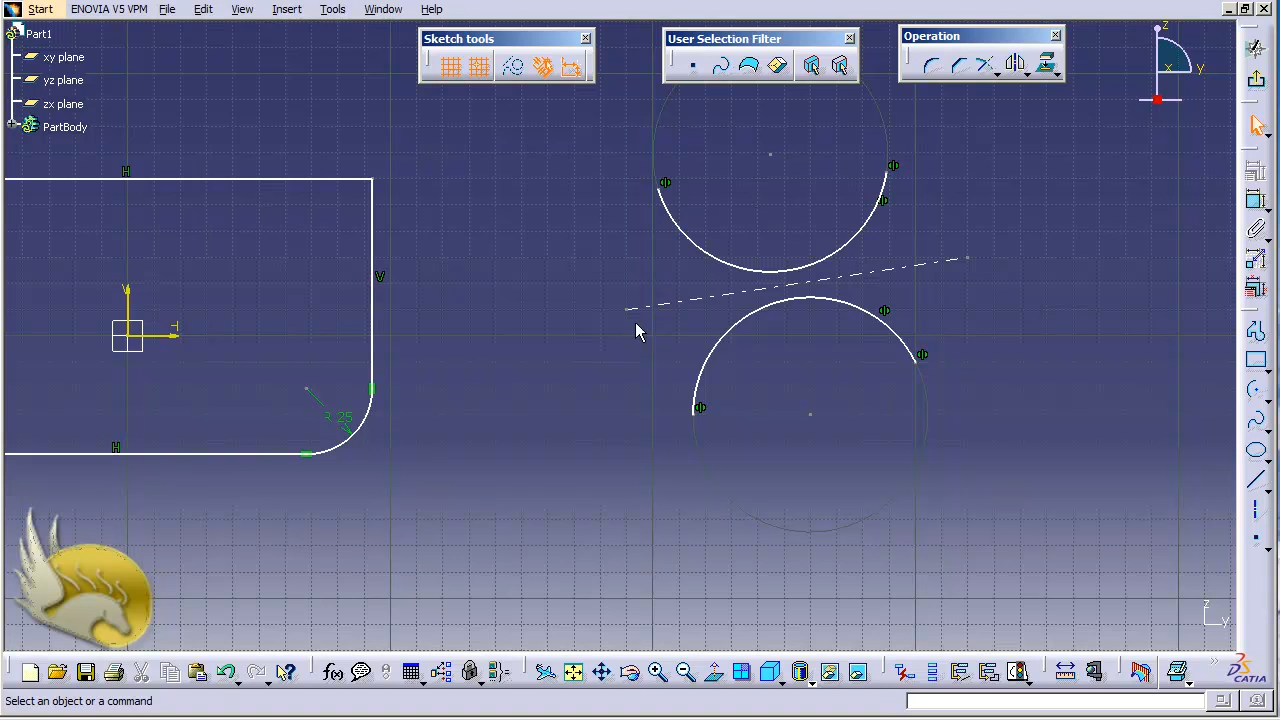 Start ENOVIA V5 VPM File Edit View Insert Tools Window Help
Part1
xy plane
yz plane
zx plane
PartBody
Sketch tools
User Selection Filter
Operation
z
x
y
H
V
V
H
R 25
H
z
y
f(x)
CATIA
Select an object or a command